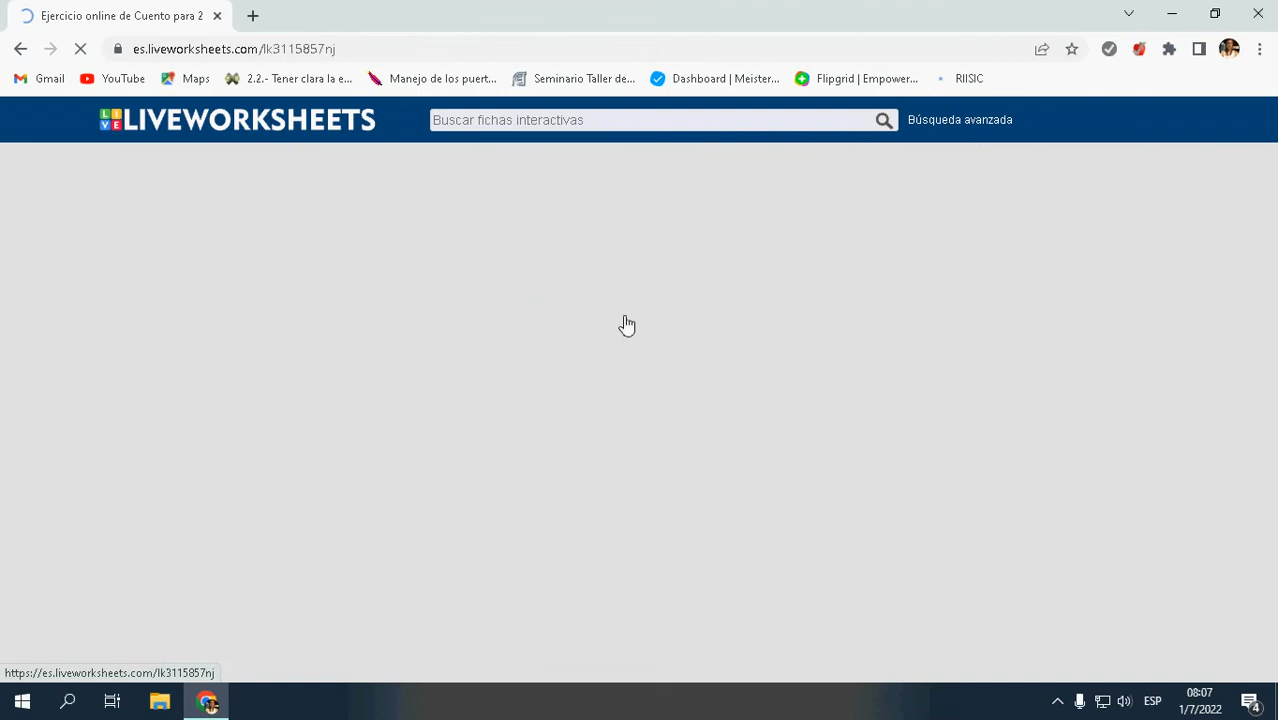 Ejercicio online de Cuento para 2
es.liveworksheets.com/lk3115857nj
Gmail YouTube Maps 2.2.- Tener clara la e... Manejo de los puert... Seminario Taller de... Dashboard | Meister... Flipgrid | Empower... RIISIC
LIVE LIVEWORKSHEETS Buscar fichas interactivas Búsqueda avanzada
https://es.liveworksheets.com/lk3115857nj
ESP 08:07
1/7/2022 4